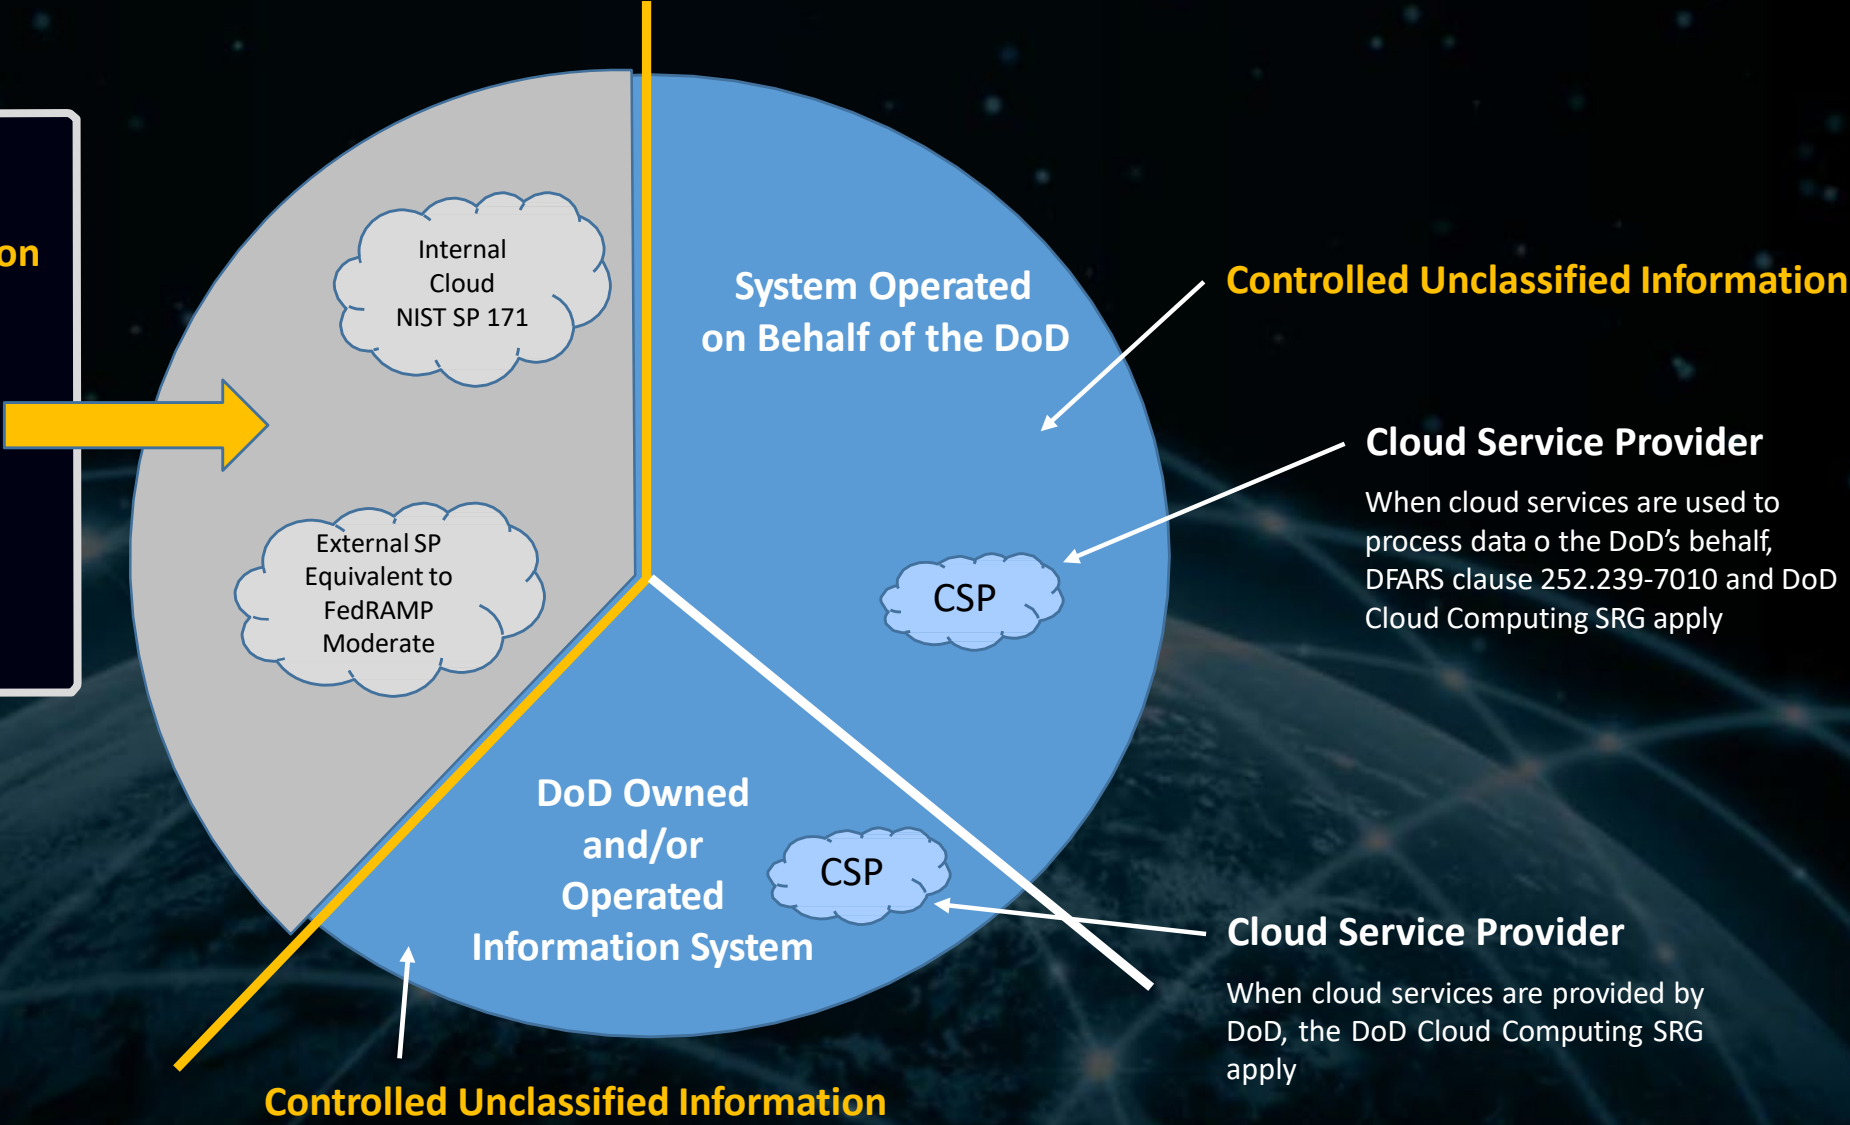 on
Internal
Cloud
NIST SP 171
External SP
Equivalent to
FedRAMP
Moderate
System Operated
on Behalf of the DoD
CSP
DoD Owned
and/or
Operated
Information System
CSP
Controlled Unclassified Information
Cloud Service Provider
When cloud services are used to
process data o the DoD’s behalf,
DFARS clause 252.239-7010 and DoD
Cloud Computing SRG apply
Cloud Service Provider
When cloud services are provided by
DoD, the DoD Cloud Computing SRG
apply
Controlled Unclassified Information